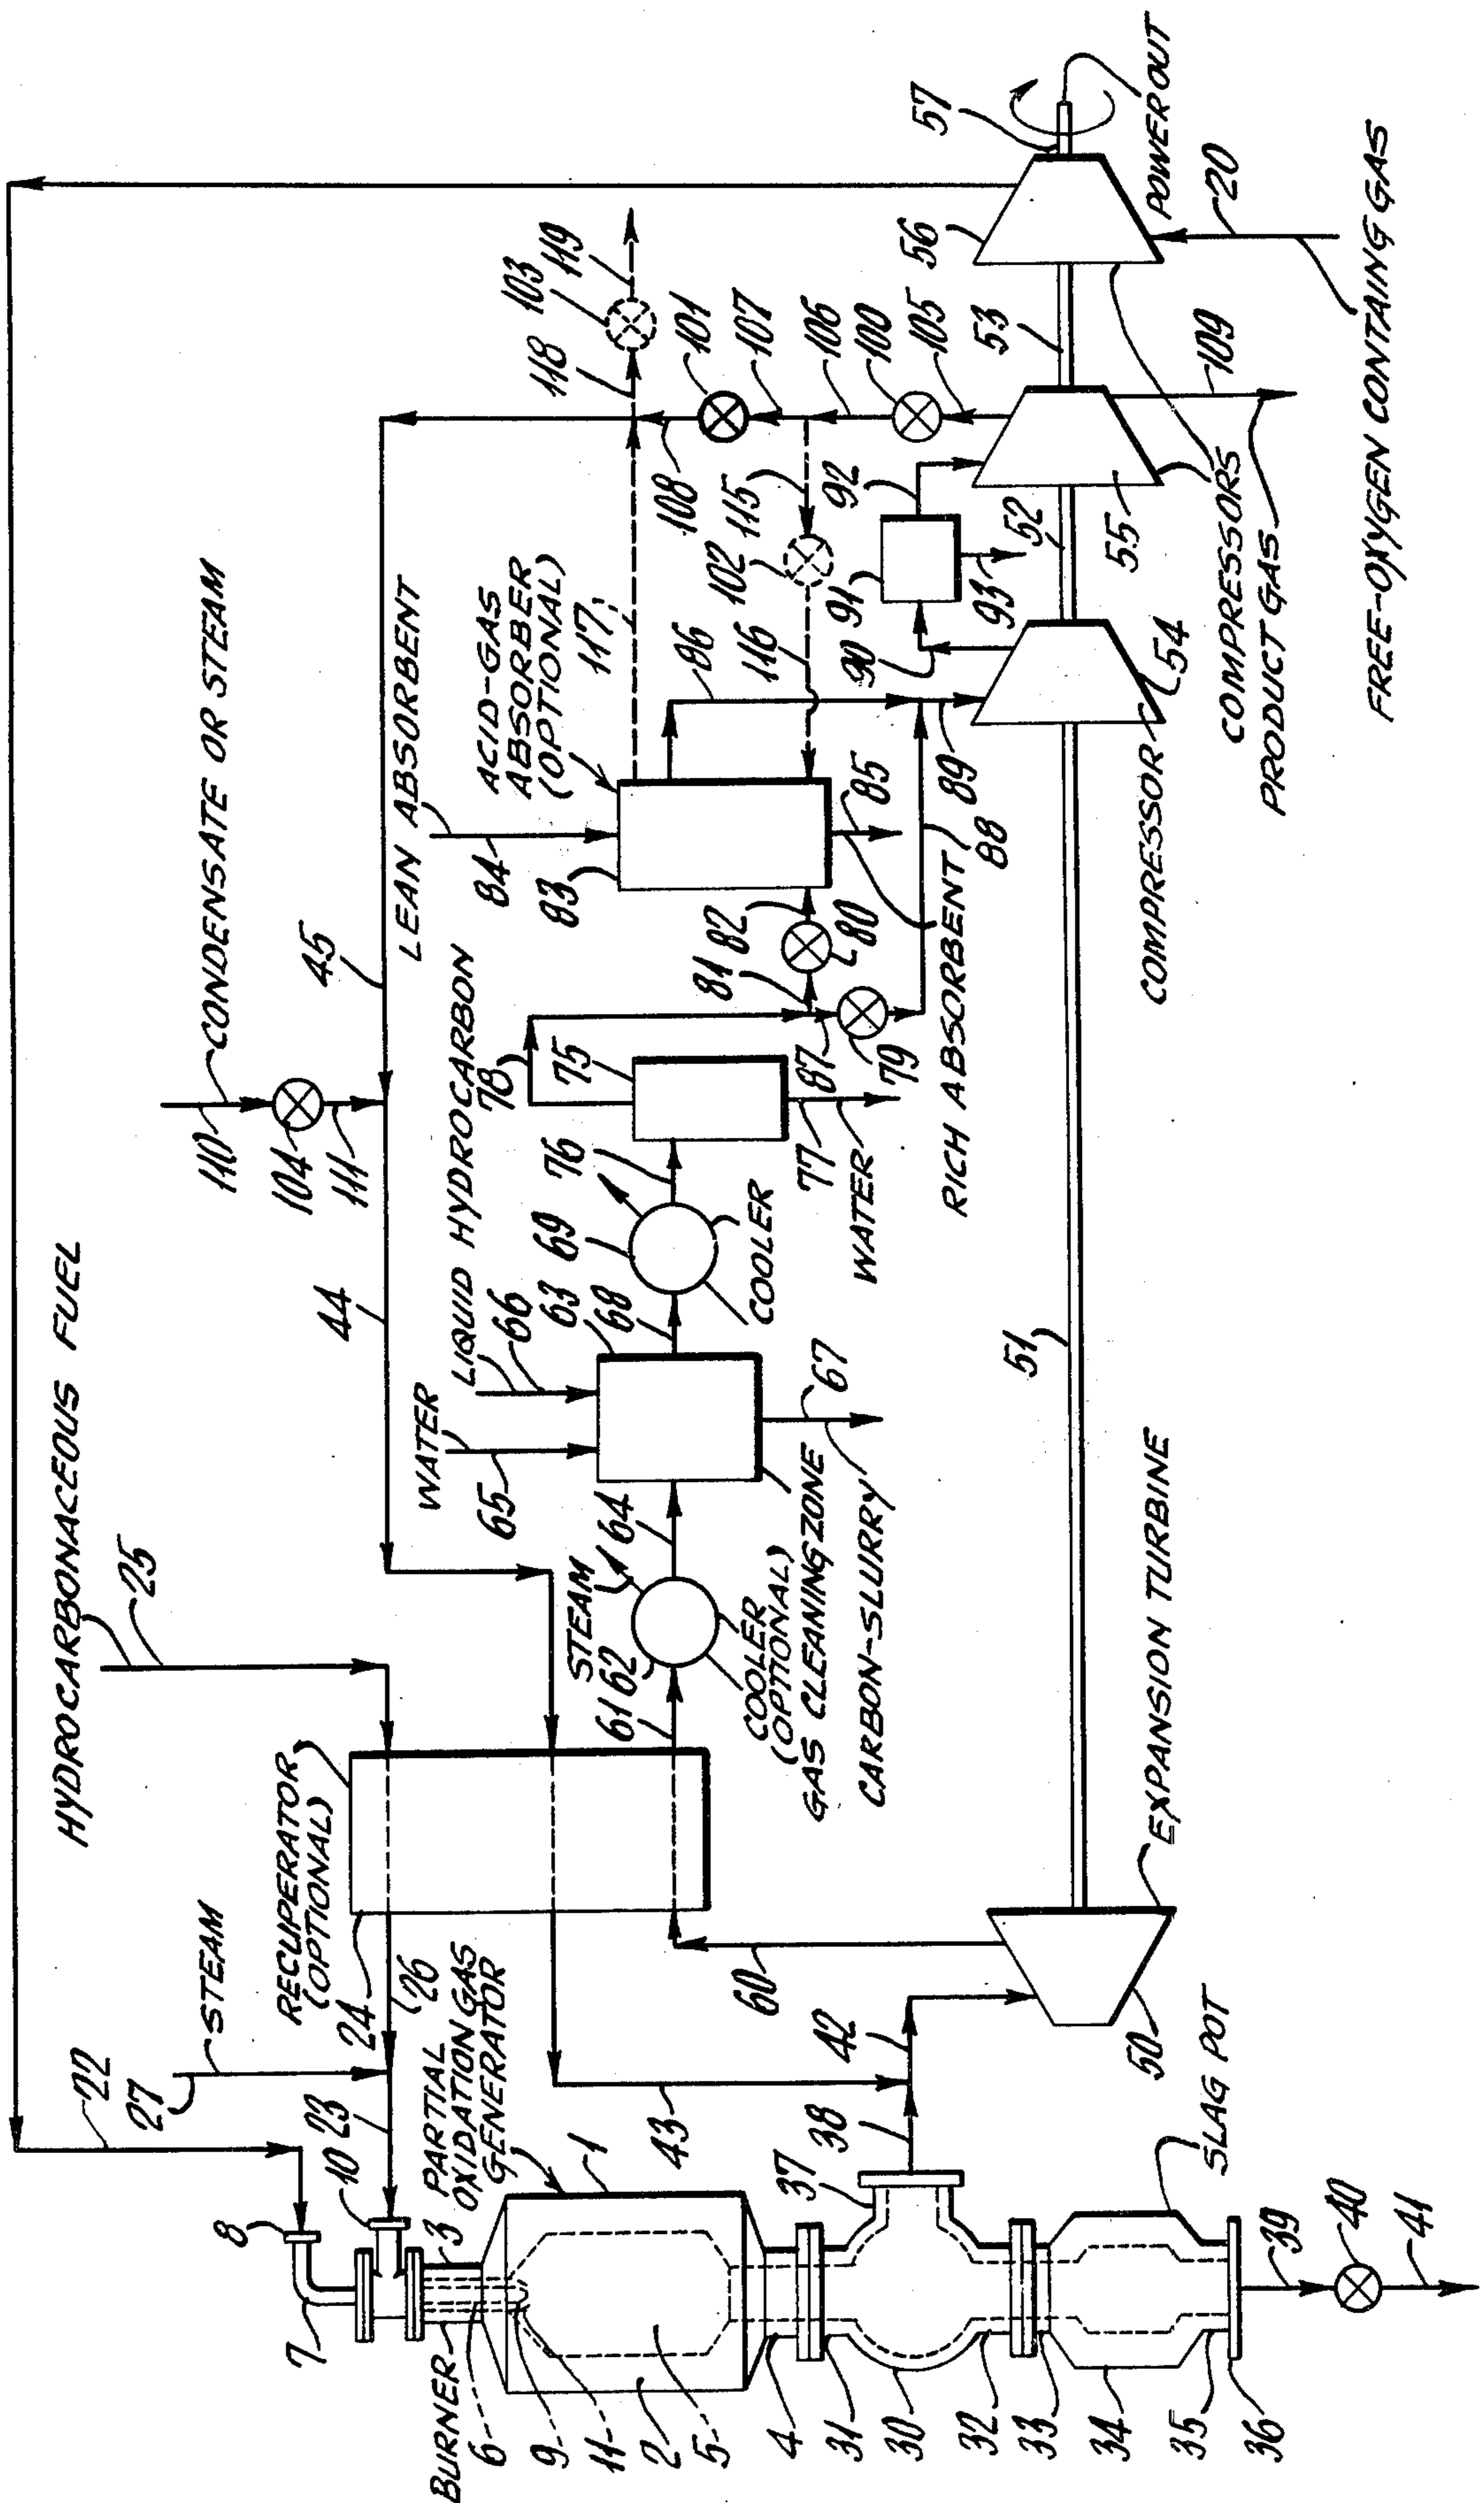 HYDROCARBONACEOUS FUEL
22
25
27
STEAM
CONDENSATE OR STEAM
110
104
111
8
7
10
23
24
26
RECUPERATOR
(OPTIONAL)
44
45
LEAN ABSORBENT
BURNER
3
PARTIAL
OXIDATION GAS
GENERATOR
6
9
11
2
5
1
WATER
65
LIQUID HYDROCARBON
66
63
68
69
76
78
75
84
83
ACID-GAS
ABSORBER
(OPTIONAL)
117
118
103
119
STEAM
61
62
64
COOLER
(OPTIONAL)
GAS CLEANING ZONE
CARBON-SLURRY
67
COOLER
81
82
80
87
79
77
WATER
86
108
101
107
102
115
116
106
100
105
85
RICH ABSORBENT
88
89
90
91
92
93
4
31
30
32
33
34
35
36
37
38
43
42
60
50
EXPANSION TURBINE
51
COMPRESSOR
54
52
55
53
56
57
POWER OUT
COMPRESSORS
PRODUCT GAS
109
20
FREE-OXYGEN CONTAING GAS
SLAG POT
39
40
41